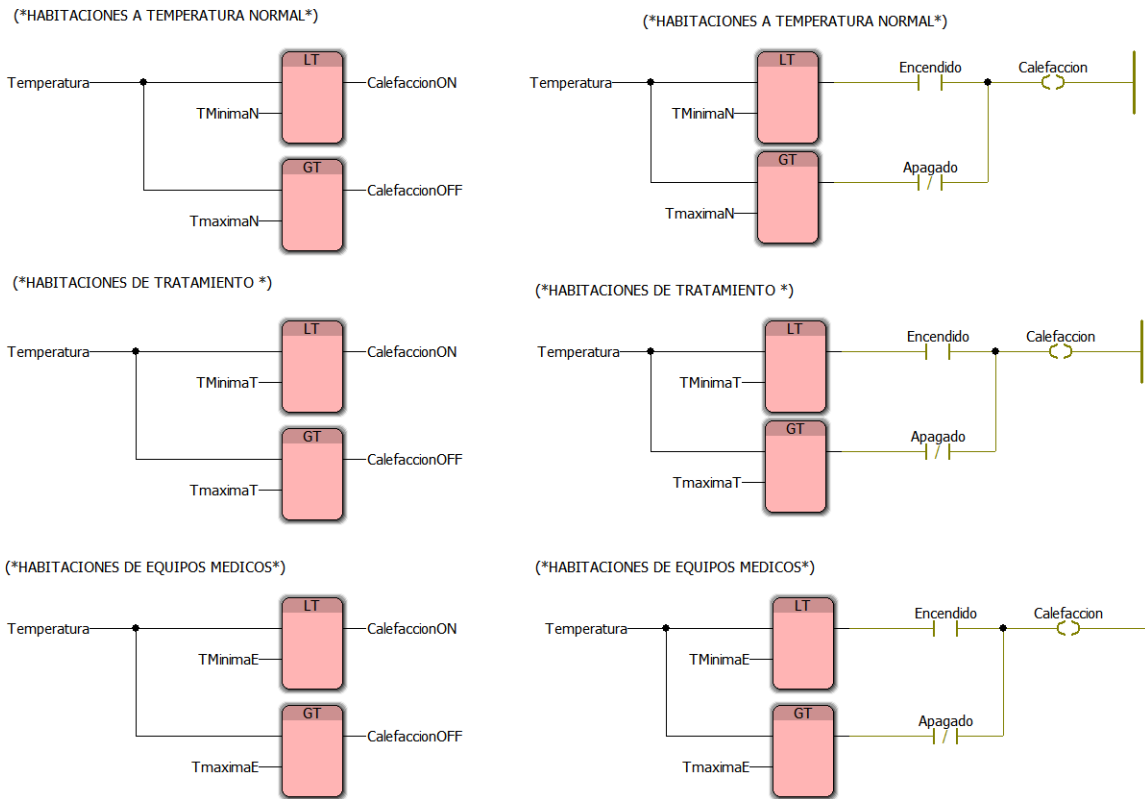 (*HABITACIONES A TEMPERATURA NORMAL*)
LT
Temperatura
CalefaccionON
TMinimaN
GT
CalefaccionOFF
TmaximaN
(*HABITACIONES DE TRATAMIENTO *)
LT
Temperatura
CalefaccionON
TMinimaT
GT
CalefaccionOFF
TmaximaT
(*HABITACIONES DE EQUIPOS MEDICOS*)
LT
Temperatura
CalefaccionON
TMinimaE
GT
CalefaccionOFF
TmaximaE
(*HABITACIONES A TEMPERATURA NORMAL*)
LT
Encendido
Calefaccion
Temperatura
TMinimaN
GT
Apagado
TmaximaN
(*HABITACIONES DE TRATAMIENTO *)
LT
Encendido
Calefaccion
Temperatura
TMinimaT
GT
Apagado
TmaximaT
(*HABITACIONES DE EQUIPOS MEDICOS*)
LT
Encendido
Calefaccion
Temperatura
TMinimaE
GT
Apagado
TmaximaE